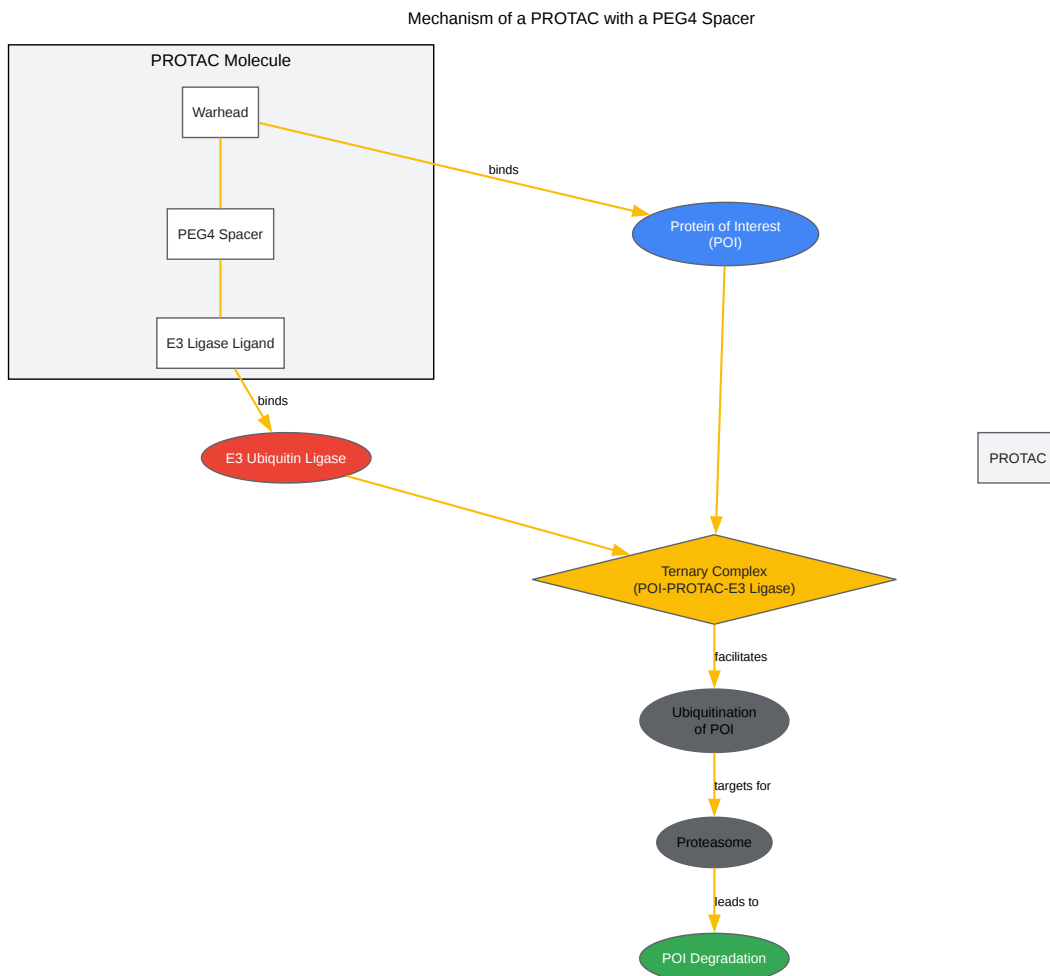 Mechanism of a PROTAC with a PEG4 Spacer
PROTAC Molecule
Warhead
binds
PEG4 Spacer
Protein of Interest
(POI)
E3 Ligase Ligand
binds
E3 Ubiquitin Ligase
PROTAC
Ternary Complex
(POI-PROTAC-E3 Ligase)
facilitates
Ubiquitination
of POI
targets for
Proteasome
leads to
POI Degradation